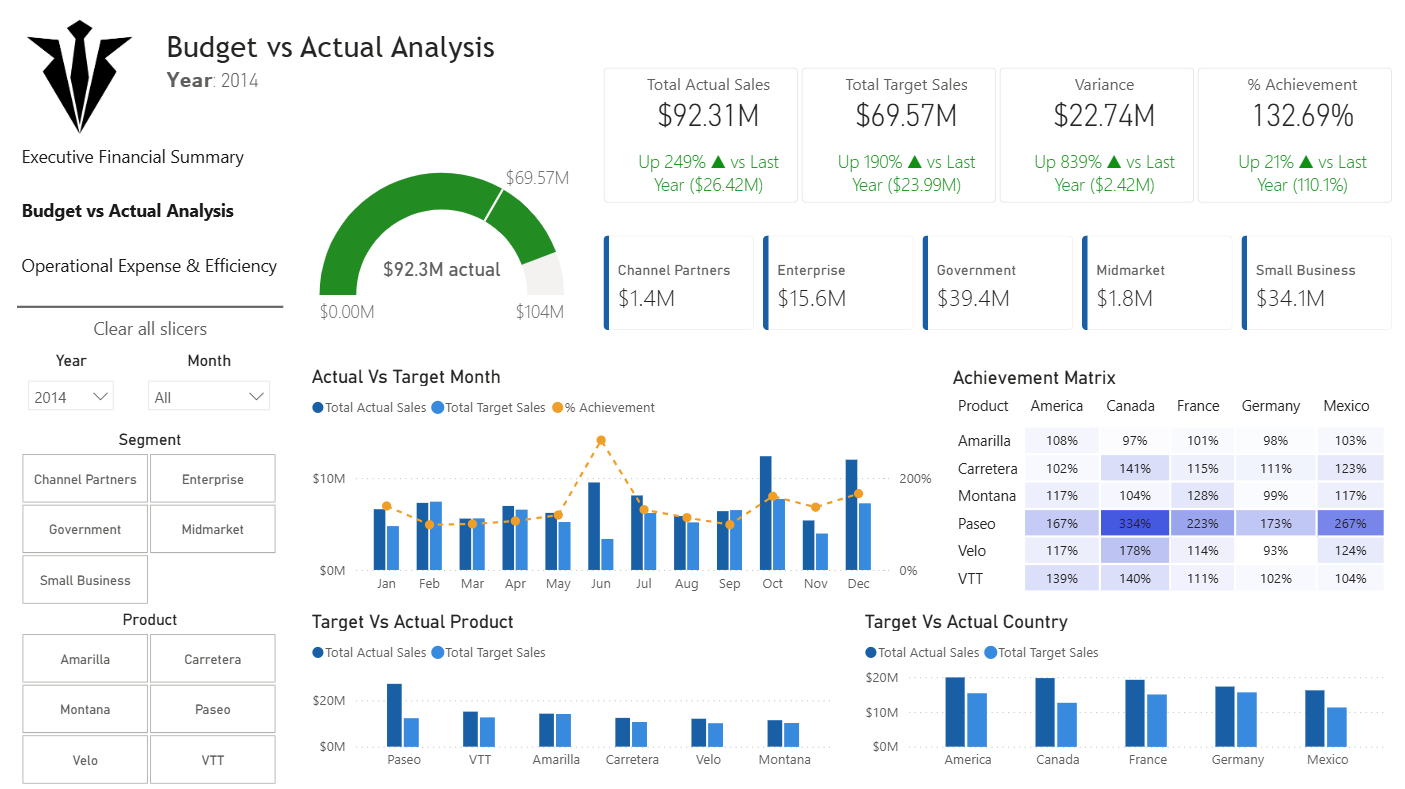 Budget vs Actual Analysis
Year: 2014
Executive Financial Summary
Budget vs Actual Analysis
Operational Expense & Efficiency
Clear all slicers
Year
Month
2014
All
Segment
Channel Partners
Enterprise
Government
Midmarket
Small Business
Product
Amarilla
Carretera
Montana
Paseo
Velo
VTT
$69.57M
$92.3M actual
$0.00M
$104M
Total Actual Sales
$92.31M
Up 249% ▲ vs Last
Year ($26.42M)
Total Target Sales
$69.57M
Up 190% ▲ vs Last
Year ($23.99M)
Variance
$22.74M
Up 839% ▲ vs Last
Year ($2.42M)
% Achievement
132.69%
Up 21% ▲ vs Last
Year (110.1%)
Channel Partners
$1.4M
Enterprise
$15.6M
Government
$39.4M
Midmarket
$1.8M
Small Business
$34.1M
Actual Vs Target Month
Total Actual Sales Total Target Sales % Achievement
$10M
200%
$0M
0%
Jan Feb Mar Apr May Jun Jul Aug Sep Oct Nov Dec
Achievement Matrix
Product America Canada France Germany Mexico
Amarilla 108% 97% 101% 98% 103%
Carretera 102% 141% 115% 111% 123%
Montana 117% 104% 128% 99% 117%
Paseo 167% 334% 223% 173% 267%
Velo 117% 178% 114% 93% 124%
VTT 139% 140% 111% 102% 104%
Target Vs Actual Product
Total Actual Sales Total Target Sales
$20M
$0M
Paseo VTT Amarilla Carretera Velo Montana
Target Vs Actual Country
Total Actual Sales Total Target Sales
$20M
$10M
$0M
America Canada France Germany Mexico